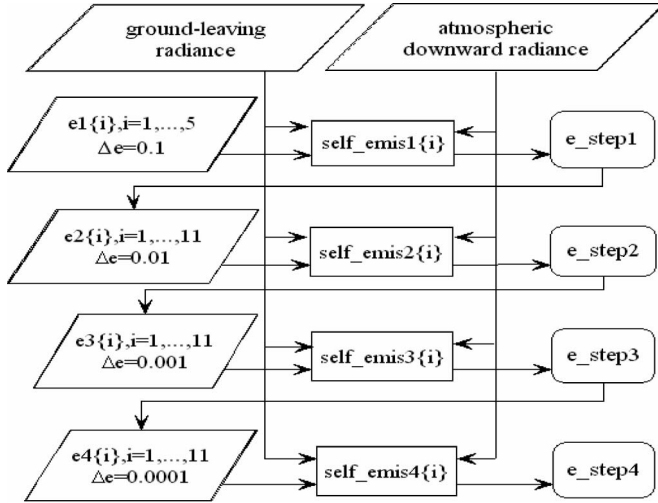 ground-leaving
radiance
atmospheric
downward radiance
e1{i},i=1,...,5
Δe=0.1
self_emis1{i}
e_step1
e2{i},i=1,...,11
Δe=0.01
self_emis2{i}
e_step2
e3{i},i=1,...,11
Δe=0.001
self_emis3{i}
e_step3
e4{i},i=1,...,11
Δe=0.0001
self_emis4{i}
e_step4